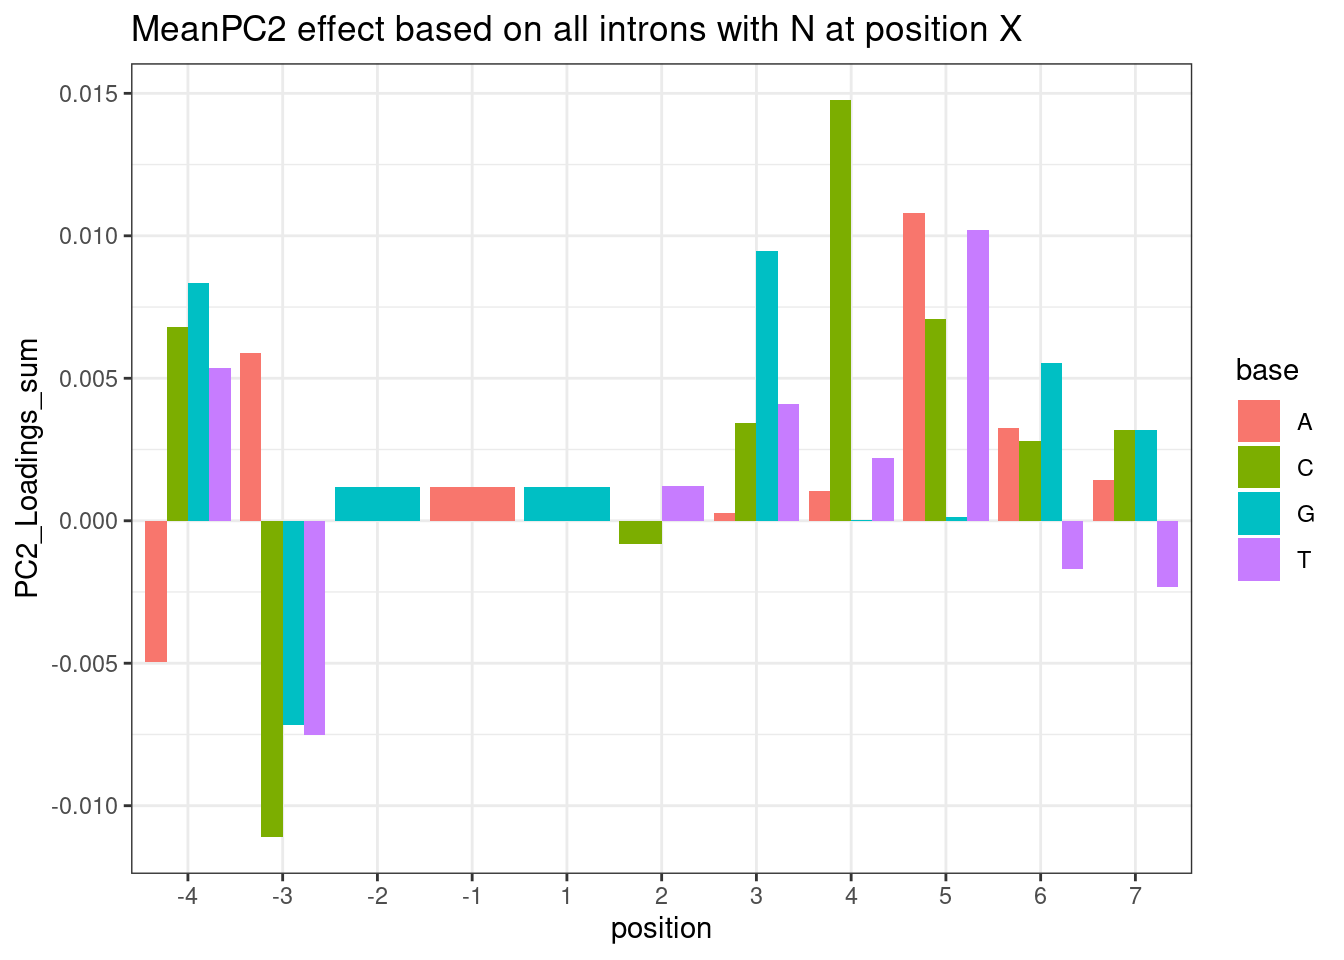 MeanPC2 effect based on all introns with N at position X
PC2_Loadings_sum
0.015
0.010
0.005
0.000
-0.005
-0.010
-4 -3 -2 -1 1 2 3 4 5 6 7
position
base
A
C
G
T